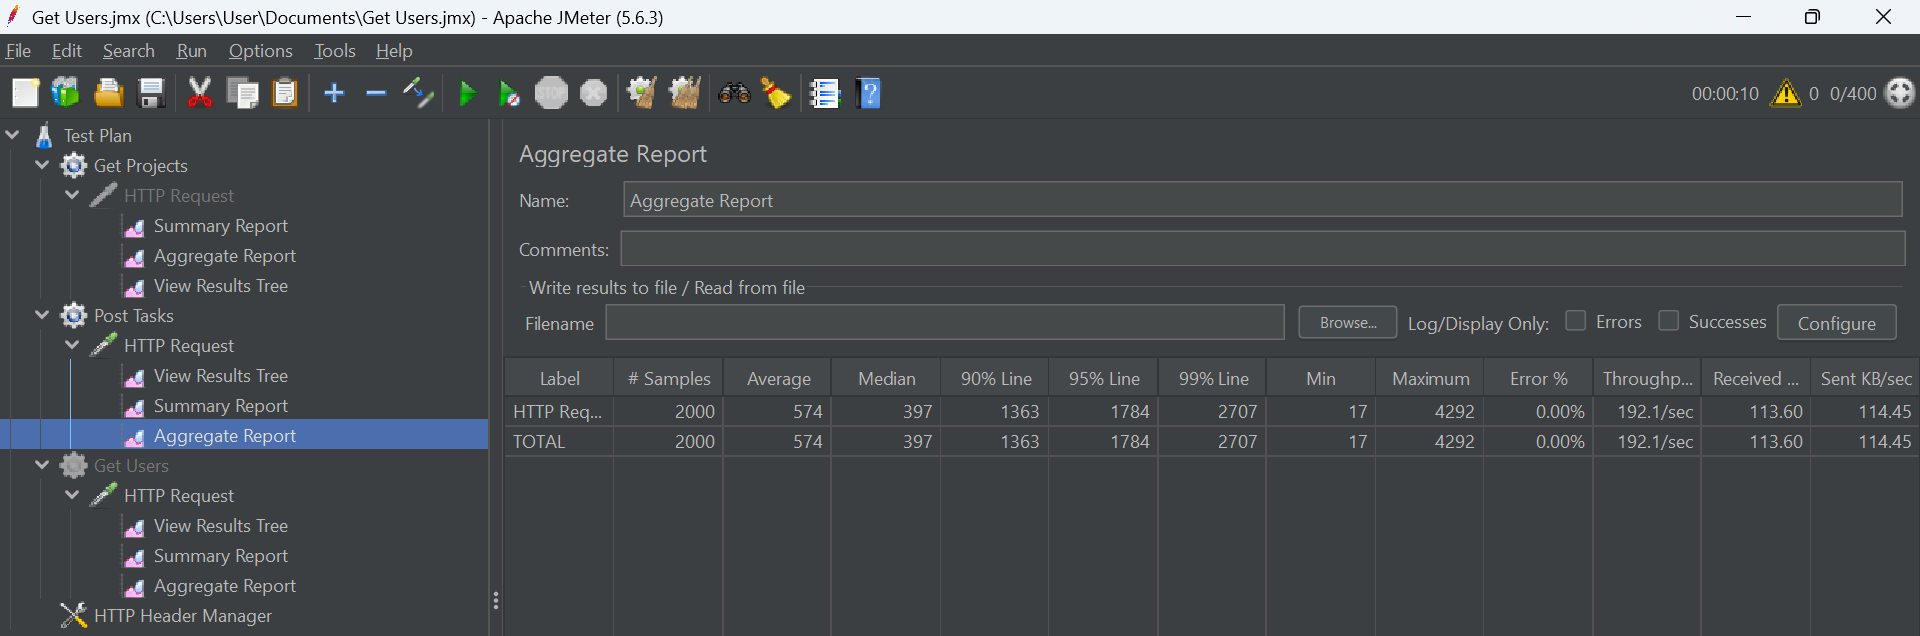 Get Users.jmx (C:\Users\User\Documents\Get Users.jmx) - Apache JMeter (5.6.3)
File Edit Search Run Options Tools Help
STOP 00:00:10 0 0/400
Test Plan
Get Projects
HTTP Request
Summary Report
Aggregate Report
View Results Tree
Post Tasks
HTTP Request
View Results Tree
Summary Report
Aggregate Report
Get Users
HTTP Request
View Results Tree
Summary Report
Aggregate Report
HTTP Header Manager
Aggregate Report
Name: Aggregate Report
Comments:
Write results to file / Read from file
Filename Browse... Log/Display Only: Errors Successes Configure
Label # Samples Average Median 90% Line 95% Line 99% Line Min Maximum Error % Throughp... Received ... Sent KB/sec
HTTP Req... 2000 574 397 1363 1784 2707 17 4292 0.00% 192.1/sec 113.60 114.45
TOTAL 2000 574 397 1363 1784 2707 17 4292 0.00% 192.1/sec 113.60 114.45